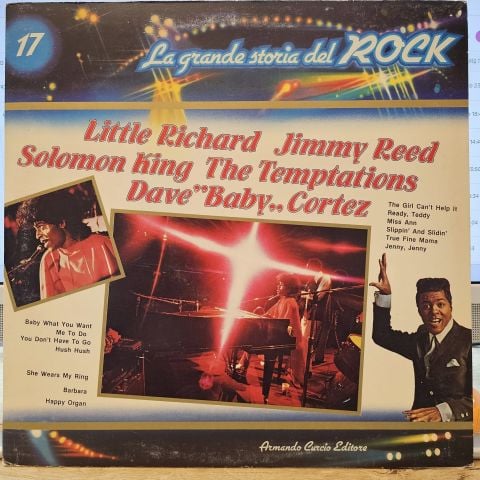 17
La grande storia del ROCK
Little Richard Jimmy Reed
Solomon King The Temptations
Dave "Baby,, Cortez
The Girl Can't Help it
Ready, Teddy
Miss Ann
Slippin' And Slidin'
True Fine Mama
Jenny, Jenny
Baby What You Want
Me To Do
You Don't Have To Go
Hush Hush
She Wears My Ring
Barbara
Happy Organ
Armando Curcio Editore